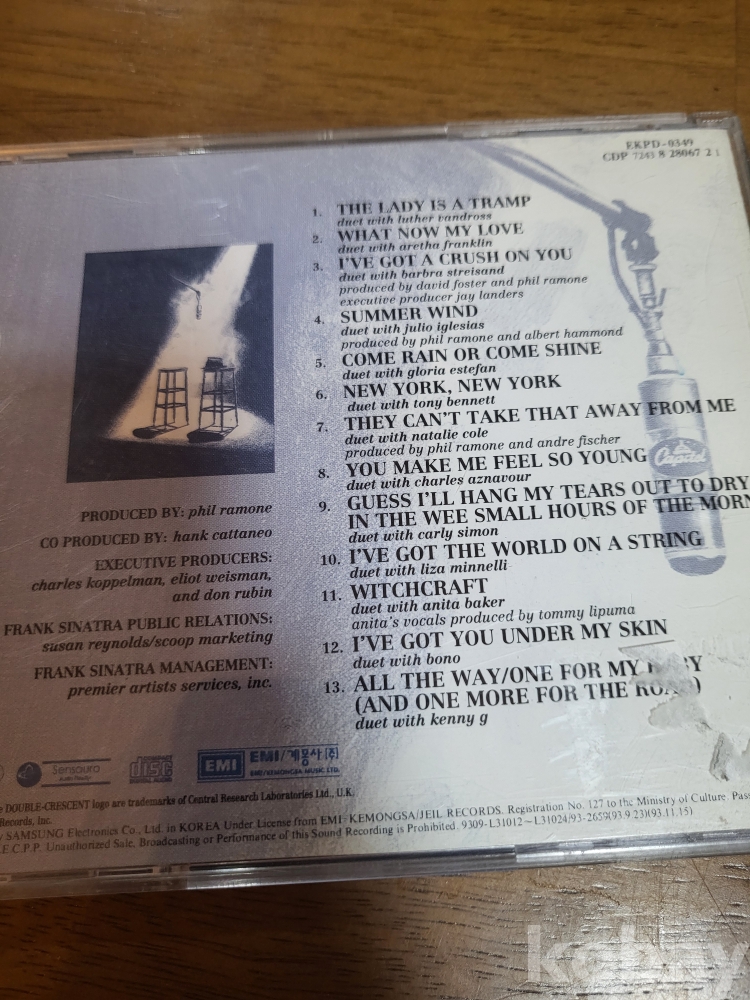 EKPD-0349
CDP 7243 8 28067 2 1
1. THE LADY IS A TRAMP
duet with luther vandross
2. WHAT NOW MY LOVE
duet with aretha franklin
3. I'VE GOT A CRUSH ON YOU
duet with barbra streisand
produced by david foster and phil ramone
executive producer jay landers
4. SUMMER WIND
duet with julio iglesias
produced by phil ramone and albert hammond
5. COME RAIN OR COME SHINE
duet with gloria estefan
6. NEW YORK, NEW YORK
duet with tony bennett
7. THEY CAN'T TAKE THAT AWAY FROM ME
duet with natalie cole
produced by phil ramone and andre fischer
8. YOU MAKE ME FEEL SO YOUNG
duet with charles aznavour
9. GUESS I'LL HANG MY TEARS OUT TO DRY
IN THE WEE SMALL HOURS OF THE MORN
duet with carly simon
10. I'VE GOT THE WORLD ON A STRING
duet with liza minnelli
11. WITCHCRAFT
duet with anita baker
anita's vocals produced by tommy lipuma
12. I'VE GOT YOU UNDER MY SKIN
duet with bono
13. ALL THE WAY/ONE FOR MY
(AND ONE MORE FOR THE
duet with kenny g
Capitol
PRODUCED BY: phil ramone
CO PRODUCED BY: hank cattaneo
EXECUTIVE PRODUCERS:
charles koppelman, eliot weisman,
and don rubin
FRANK SINATRA PUBLIC RELATIONS:
susan reynolds/scoop marketing
FRANK SINATRA MANAGEMENT:
premier artists services, inc.
Sensaura
COMPACT
disc
DIGITAL AUDIO
EMI
EMI/계몽사(주)
EMI/KEMONGSA MUSIC LTD.
DOUBLE-CRESCENT logo are trademarks of Central Research Laboratories Ltd., U.K.
Records, Inc.
SAMSUNG Electronics Co., Ltd. in KOREA Under License from EMI-KEMONGSA/JEIL RECORDS. Registration No. 127 to the Ministry of Culture. Pass
.E.C.P.P. Unauthorized Sale, Broadcasting or Performance of this Sound Recording is Prohibited. 9309-L31012~L31024/93-2659(93.9.23)(93.11.15)